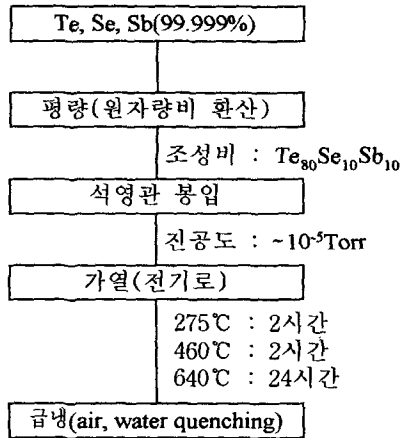 Te, Se, Sb(99.999%)
평량(원자량비 환산)
조성비 : Te₈₀Se₁₀Sb₁₀
석영관 봉입
진공도 : ~10⁻⁵Torr
가열(전기로)
275℃ : 2시간
460℃ : 2시간
640℃ : 24시간
급냉(air, water quenching)